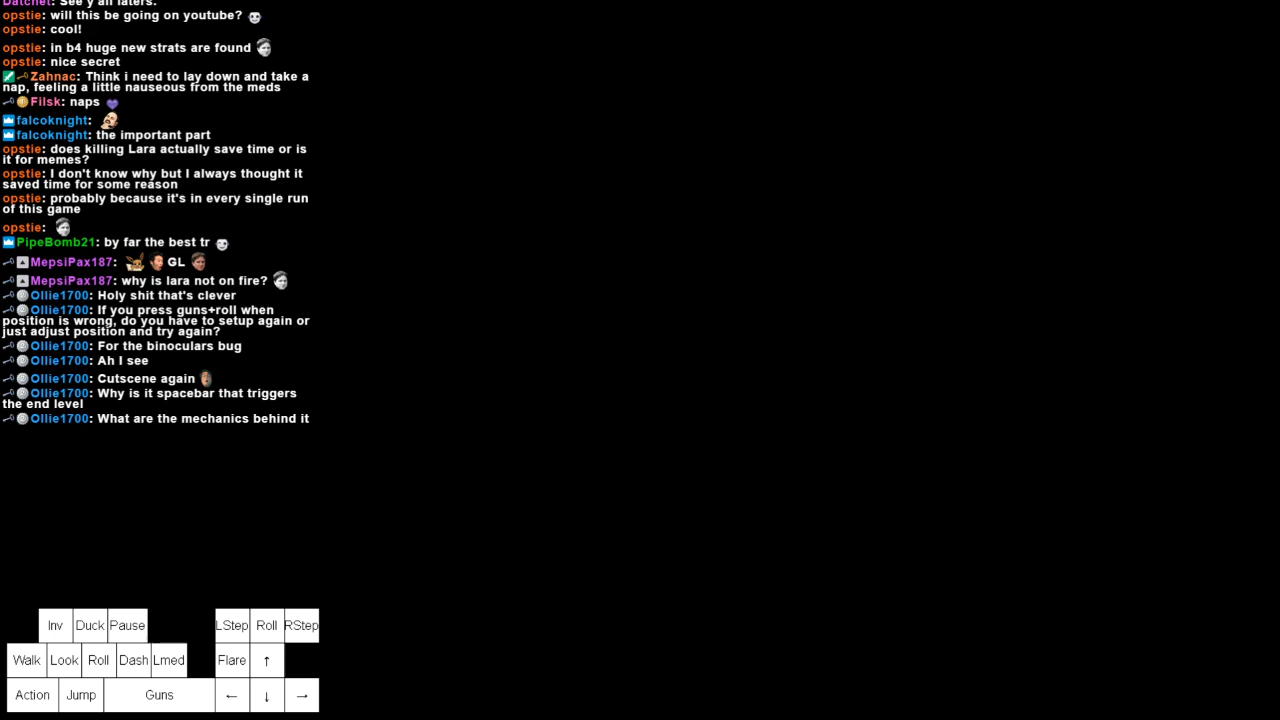 Datchet: See y'all laters.
opstie: will this be going on youtube?
opstie: cool!
opstie: in b4 huge new strats are found
opstie: nice secret
Zahnac: Think i need to lay down and take a
nap, feeling a little nauseous from the meds
Filsk: naps
falcoknight:
falcoknight: the important part
opstie: does killing Lara actually save time or is
it for memes?
opstie: I don't know why but I always thought it
saved time for some reason
opstie: probably because it's in every single run
of this game
opstie:
PipeBomb21: by far the best tr
MepsiPax187: GL
MepsiPax187: why is lara not on fire?
Ollie1700: Holy shit that's clever
Ollie1700: If you press guns+roll when
position is wrong, do you have to setup again or
just adjust position and try again?
Ollie1700: For the binoculars bug
Ollie1700: Ah I see
Ollie1700: Cutscene again
Ollie1700: Why is it spacebar that triggers
the end level
Ollie1700: What are the mechanics behind it
Inv Duck Pause LStep Roll RStep
Walk Look Roll Dash Lmed Flare ↑
Action Jump Guns ← ↓ →